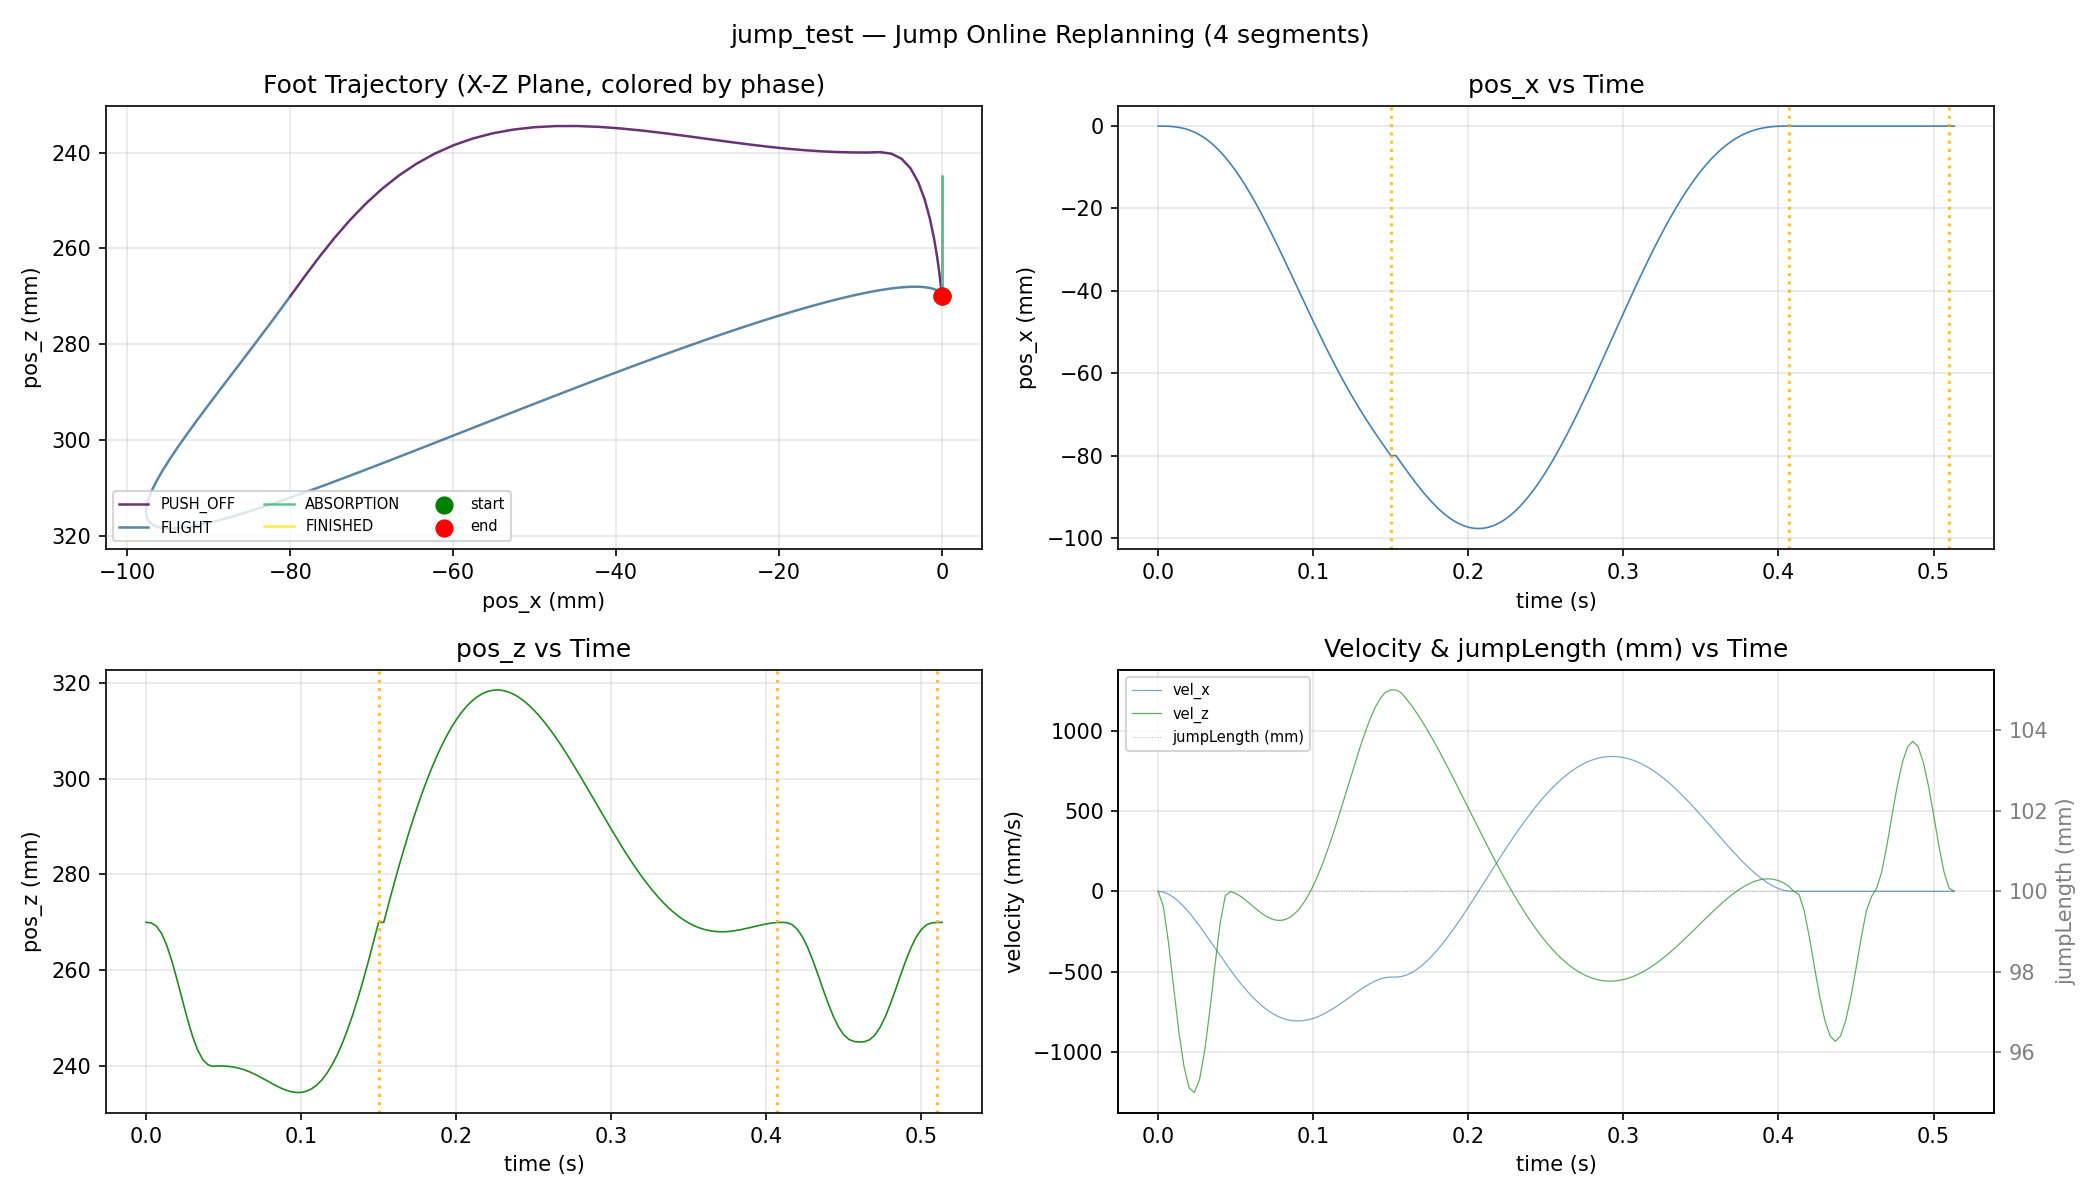 jump_test — Jump Online Replanning (4 segments)
Foot Trajectory (X-Z Plane, colored by phase)
240
260
280
300
320
pos_z (mm)
PUSH_OFF
FLIGHT
ABSORPTION
FINISHED
start
end
−100
−80
−60
−40
−20
0
pos_x (mm)
pos_x vs Time
0
−20
−40
−60
−80
−100
pos_x (mm)
0.0
0.1
0.2
0.3
0.4
0.5
time (s)
pos_z vs Time
320
300
280
260
240
pos_z (mm)
0.0
0.1
0.2
0.3
0.4
0.5
time (s)
Velocity & jumpLength (mm) vs Time
vel_x
vel_z
jumpLength (mm)
1000
500
0
−500
−1000
velocity (mm/s)
104
102
100
98
96
jumpLength (mm)
0.0
0.1
0.2
0.3
0.4
0.5
time (s)